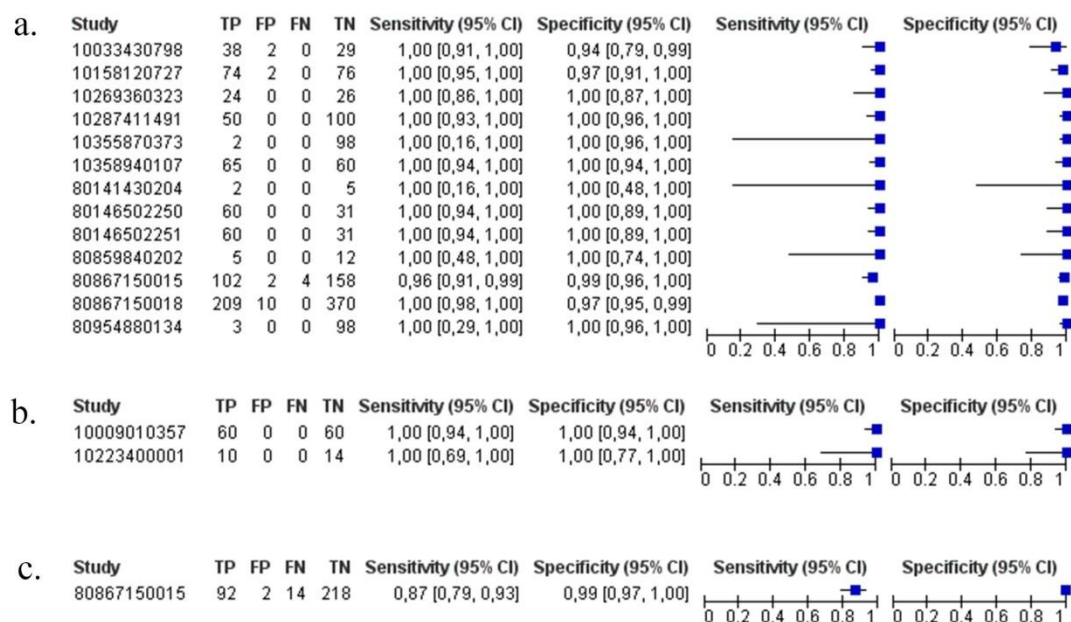 a.
Study TP FP FN TN Sensitivity (95% CI) Specificity (95% CI) Sensitivity (95% CI) Specificity (95% CI)
10033430798 38 2 0 29 1,00 [0,91, 1,00] 0,94 [0,79, 0,99]
10158120727 74 2 0 76 1,00 [0,95, 1,00] 0,97 [0,91, 1,00]
10269360323 24 0 0 26 1,00 [0,86, 1,00] 1,00 [0,87, 1,00]
10287411491 50 0 0 100 1,00 [0,93, 1,00] 1,00 [0,96, 1,00]
10355870373 2 0 0 98 1,00 [0,16, 1,00] 1,00 [0,96, 1,00]
10358940107 65 0 0 60 1,00 [0,94, 1,00] 1,00 [0,94, 1,00]
80141430204 2 0 0 5 1,00 [0,16, 1,00] 1,00 [0,48, 1,00]
80146502250 60 0 0 31 1,00 [0,94, 1,00] 1,00 [0,89, 1,00]
80146502251 60 0 0 31 1,00 [0,94, 1,00] 1,00 [0,89, 1,00]
80859840202 5 0 0 12 1,00 [0,48, 1,00] 1,00 [0,74, 1,00]
80867150015 102 2 4 158 0,96 [0,91, 0,99] 0,99 [0,96, 1,00]
80867150018 209 10 0 370 1,00 [0,98, 1,00] 0,97 [0,95, 0,99]
80954880134 3 0 0 98 1,00 [0,29, 1,00] 1,00 [0,96, 1,00]
0 0.2 0.4 0.6 0.8 1 0 0.2 0.4 0.6 0.8 1
b.
Study TP FP FN TN Sensitivity (95% CI) Specificity (95% CI) Sensitivity (95% CI) Specificity (95% CI)
10009010357 60 0 0 60 1,00 [0,94, 1,00] 1,00 [0,94, 1,00]
10223400001 10 0 0 14 1,00 [0,69, 1,00] 1,00 [0,77, 1,00]
0 0.2 0.4 0.6 0.8 1 0 0.2 0.4 0.6 0.8 1
c.
Study TP FP FN TN Sensitivity (95% CI) Specificity (95% CI) Sensitivity (95% CI) Specificity (95% CI)
80867150015 92 2 14 218 0,87 [0,79, 0,93] 0,99 [0,97, 1,00]
0 0.2 0.4 0.6 0.8 1 0 0.2 0.4 0.6 0.8 1